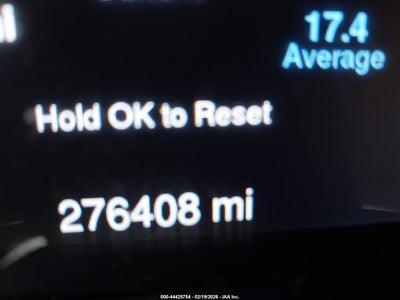 17.4
Average
Hold OK to Reset
276408 mi
000-44425754 - 02/19/2026 - IAA Inc.